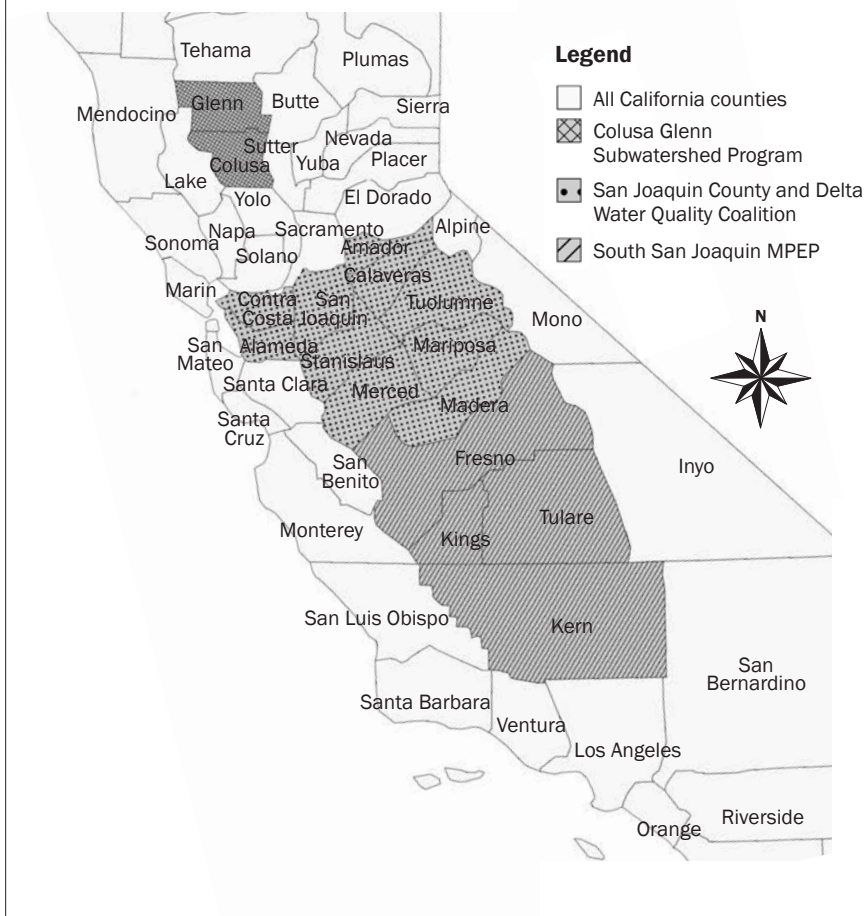 Legend
All California counties
Colusa Glenn
Subwatershed Program
San Joaquin County and Delta
Water Quality Coalition
South San Joaquin MPEP
N
Tehama
Plumas
Glenn
Butte
Mendocino
Sierra
Sutter
Nevada
Colusa
Yuba
Placer
Lake
Yolo
El Dorado
Napa
Sacramento
Alpine
Sonoma
Solano
Amador
Calaveras
Marin
Contra
Costa
San
Joaquin
Tuolumne
Mono
San
Mateo
Alameda
Stanislaus
Mariposa
Santa Clara
Merced
Madera
Santa
Cruz
San
Benito
Fresno
Inyo
Monterey
Kings
Tulare
San Luis Obispo
Kern
San
Bernardino
Santa Barbara
Ventura
Los Angeles
Orange
Riverside